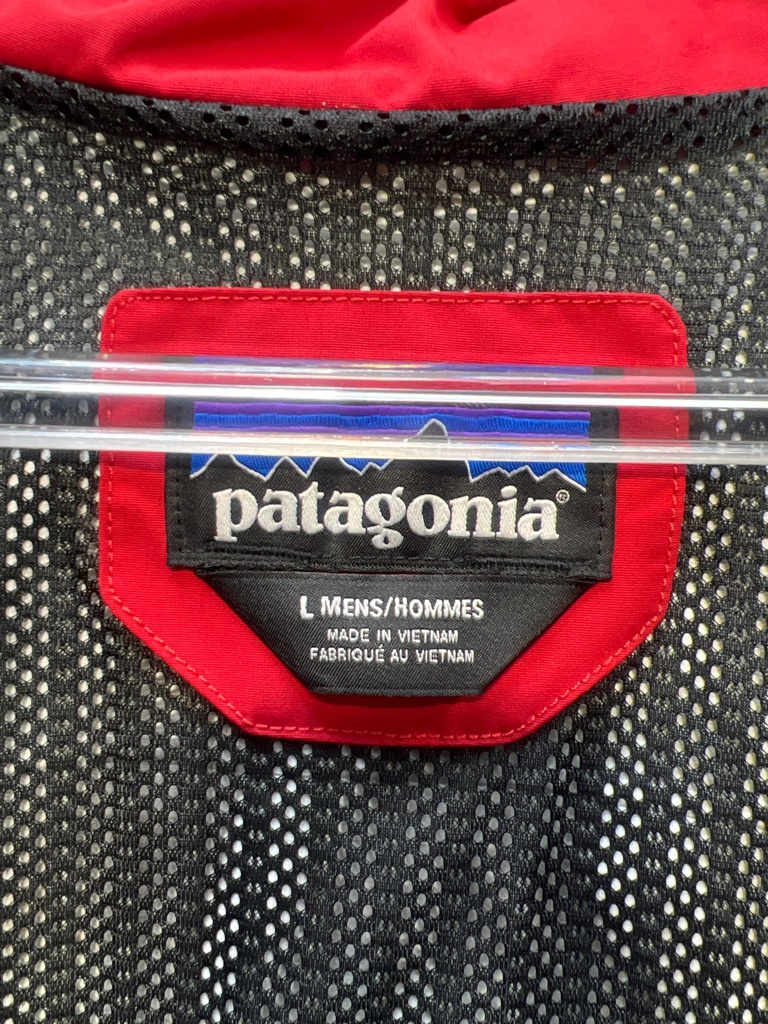 patagonia®
L MENS/HOMMES
MADE IN VIETNAM
FABRIQUÉ AU VIETNAM